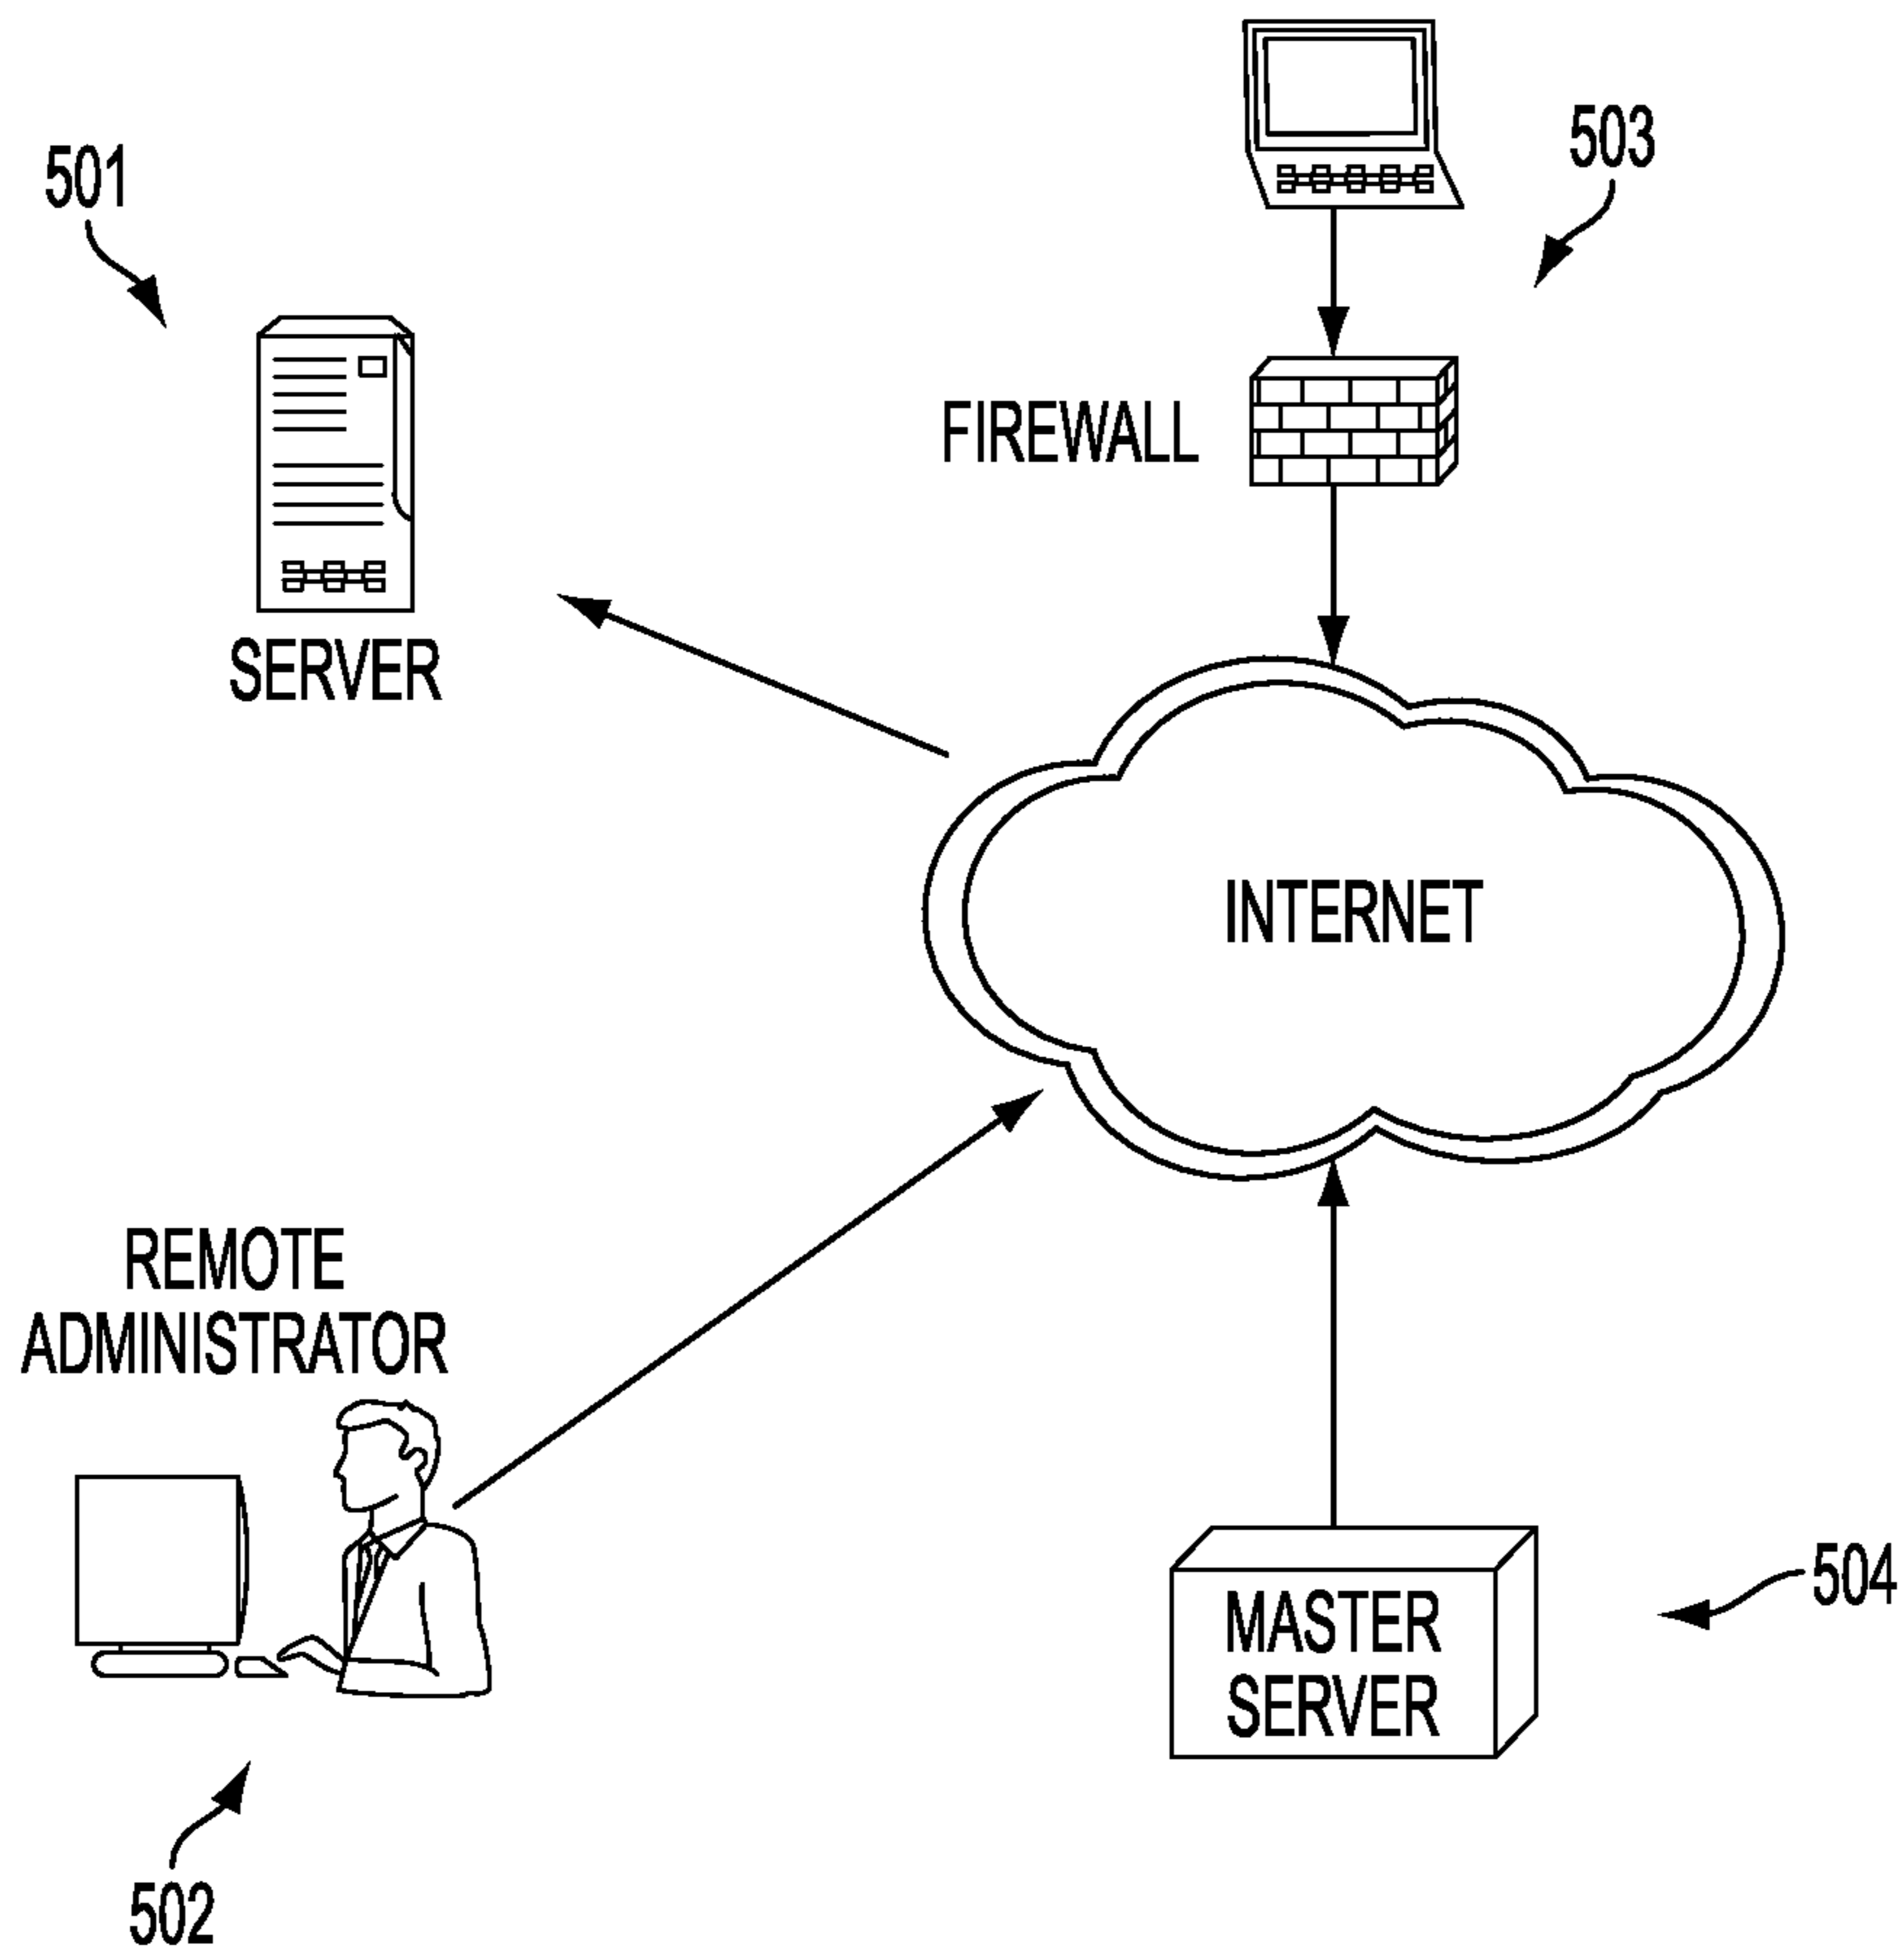 503
501
FIREWALL
SERVER
INTERNET
REMOTE
ADMINISTRATOR
504
MASTER
SERVER
502